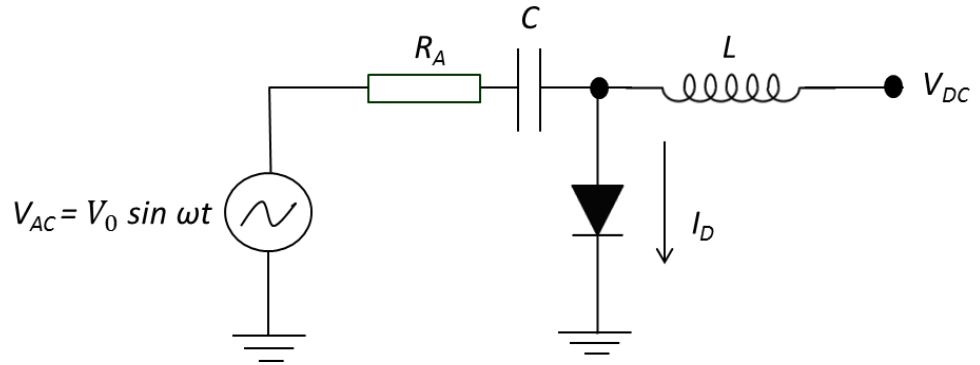 C
R_A
L
V_DC
V_AC = V_0 sin ωt
I_D